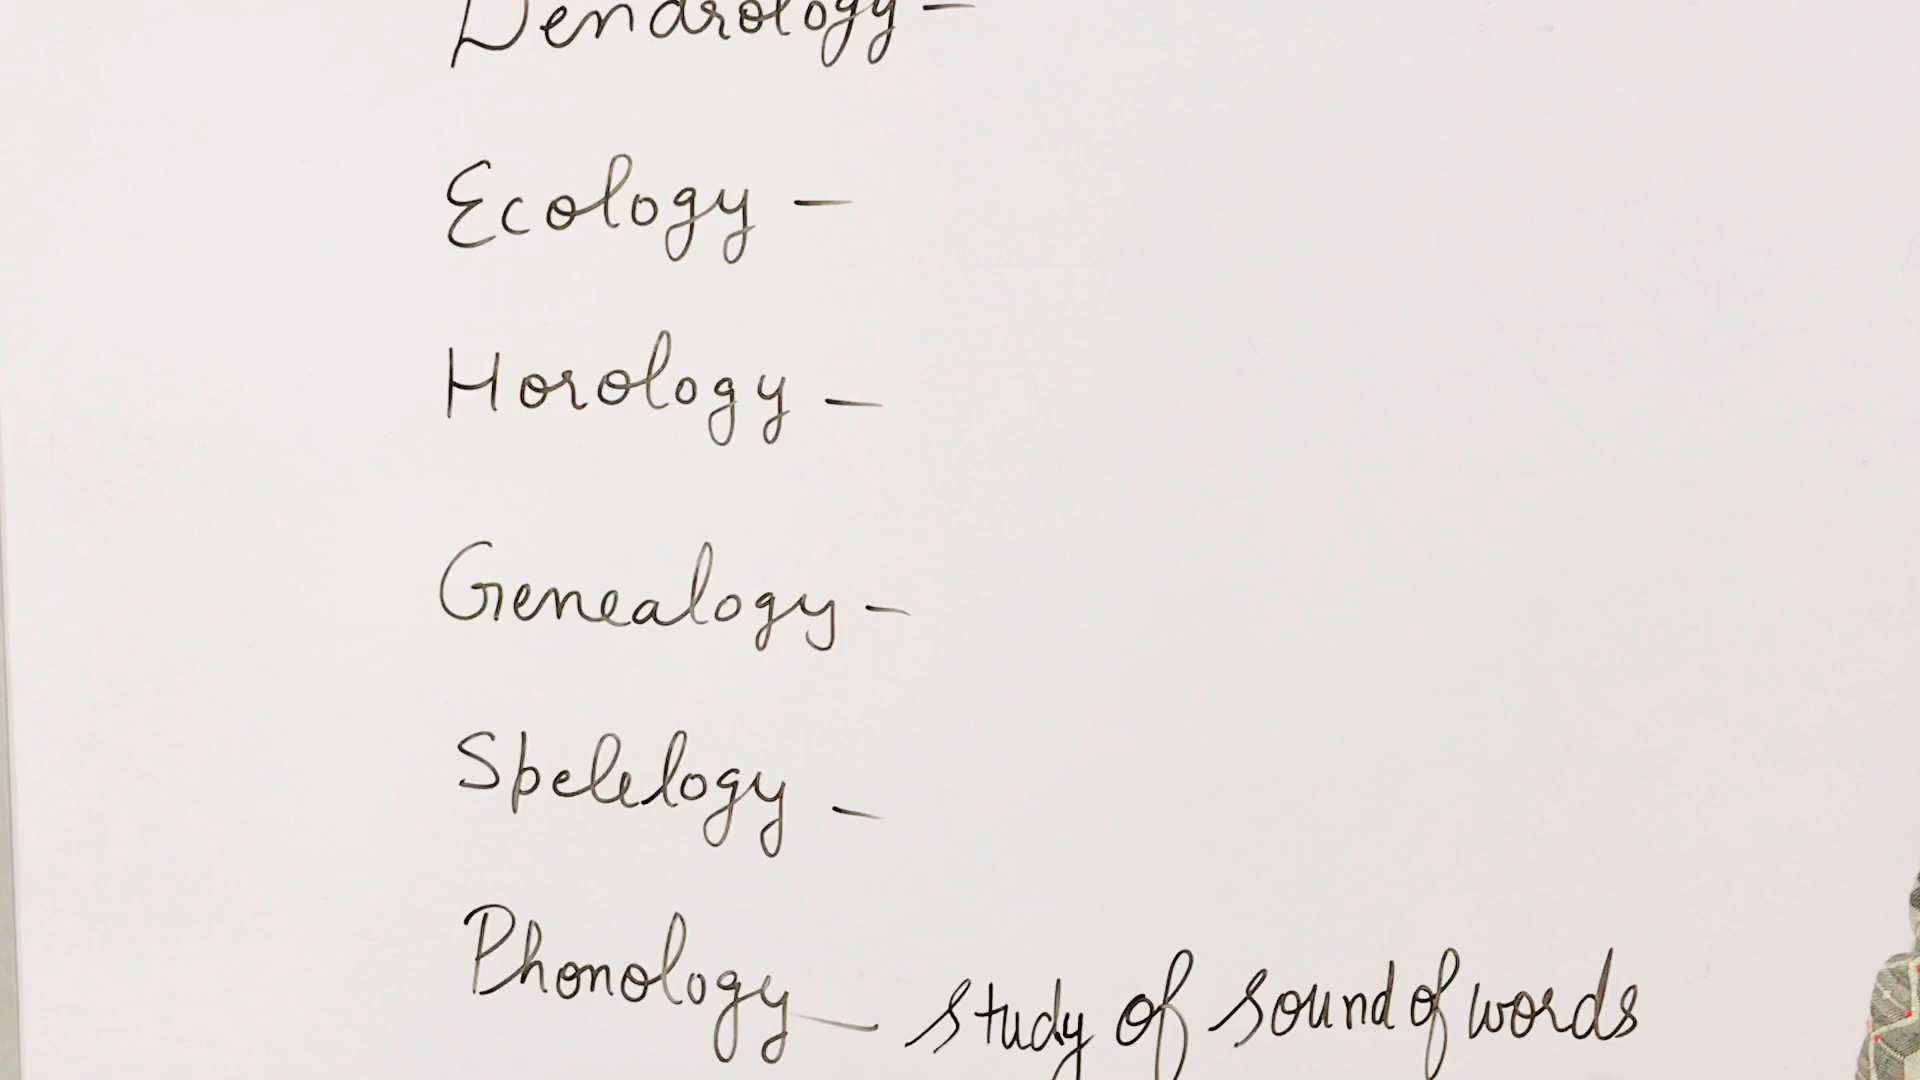 Dendrology -
Ecology -
Horology -
Genealogy -
Spelelogy -
Phonology - study of sound of words